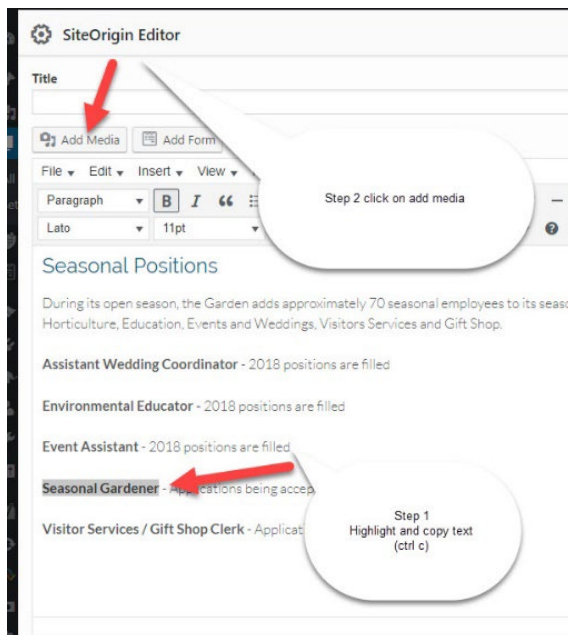 SiteOrigin Editor
Title
Add Media Add Form
File Edit Insert View
Step 2 click on add media
Paragraph B I
Lato 11pt
Seasonal Positions
During its open season, the Garden adds approximately 70 seasonal employees to its
Horticulture, Education, Events and Weddings, Visitors Services and Gift Shop.
Assistant Wedding Coordinator - 2018 positions are filled
Environmental Educator - 2018 positions are filled
Event Assistant - 2018 positions are filled
Seasonal Gardener - Applications being
Visitor Services / Gift Shop Clerk -
Step 1
Highlight and copy text
(ctrl c)